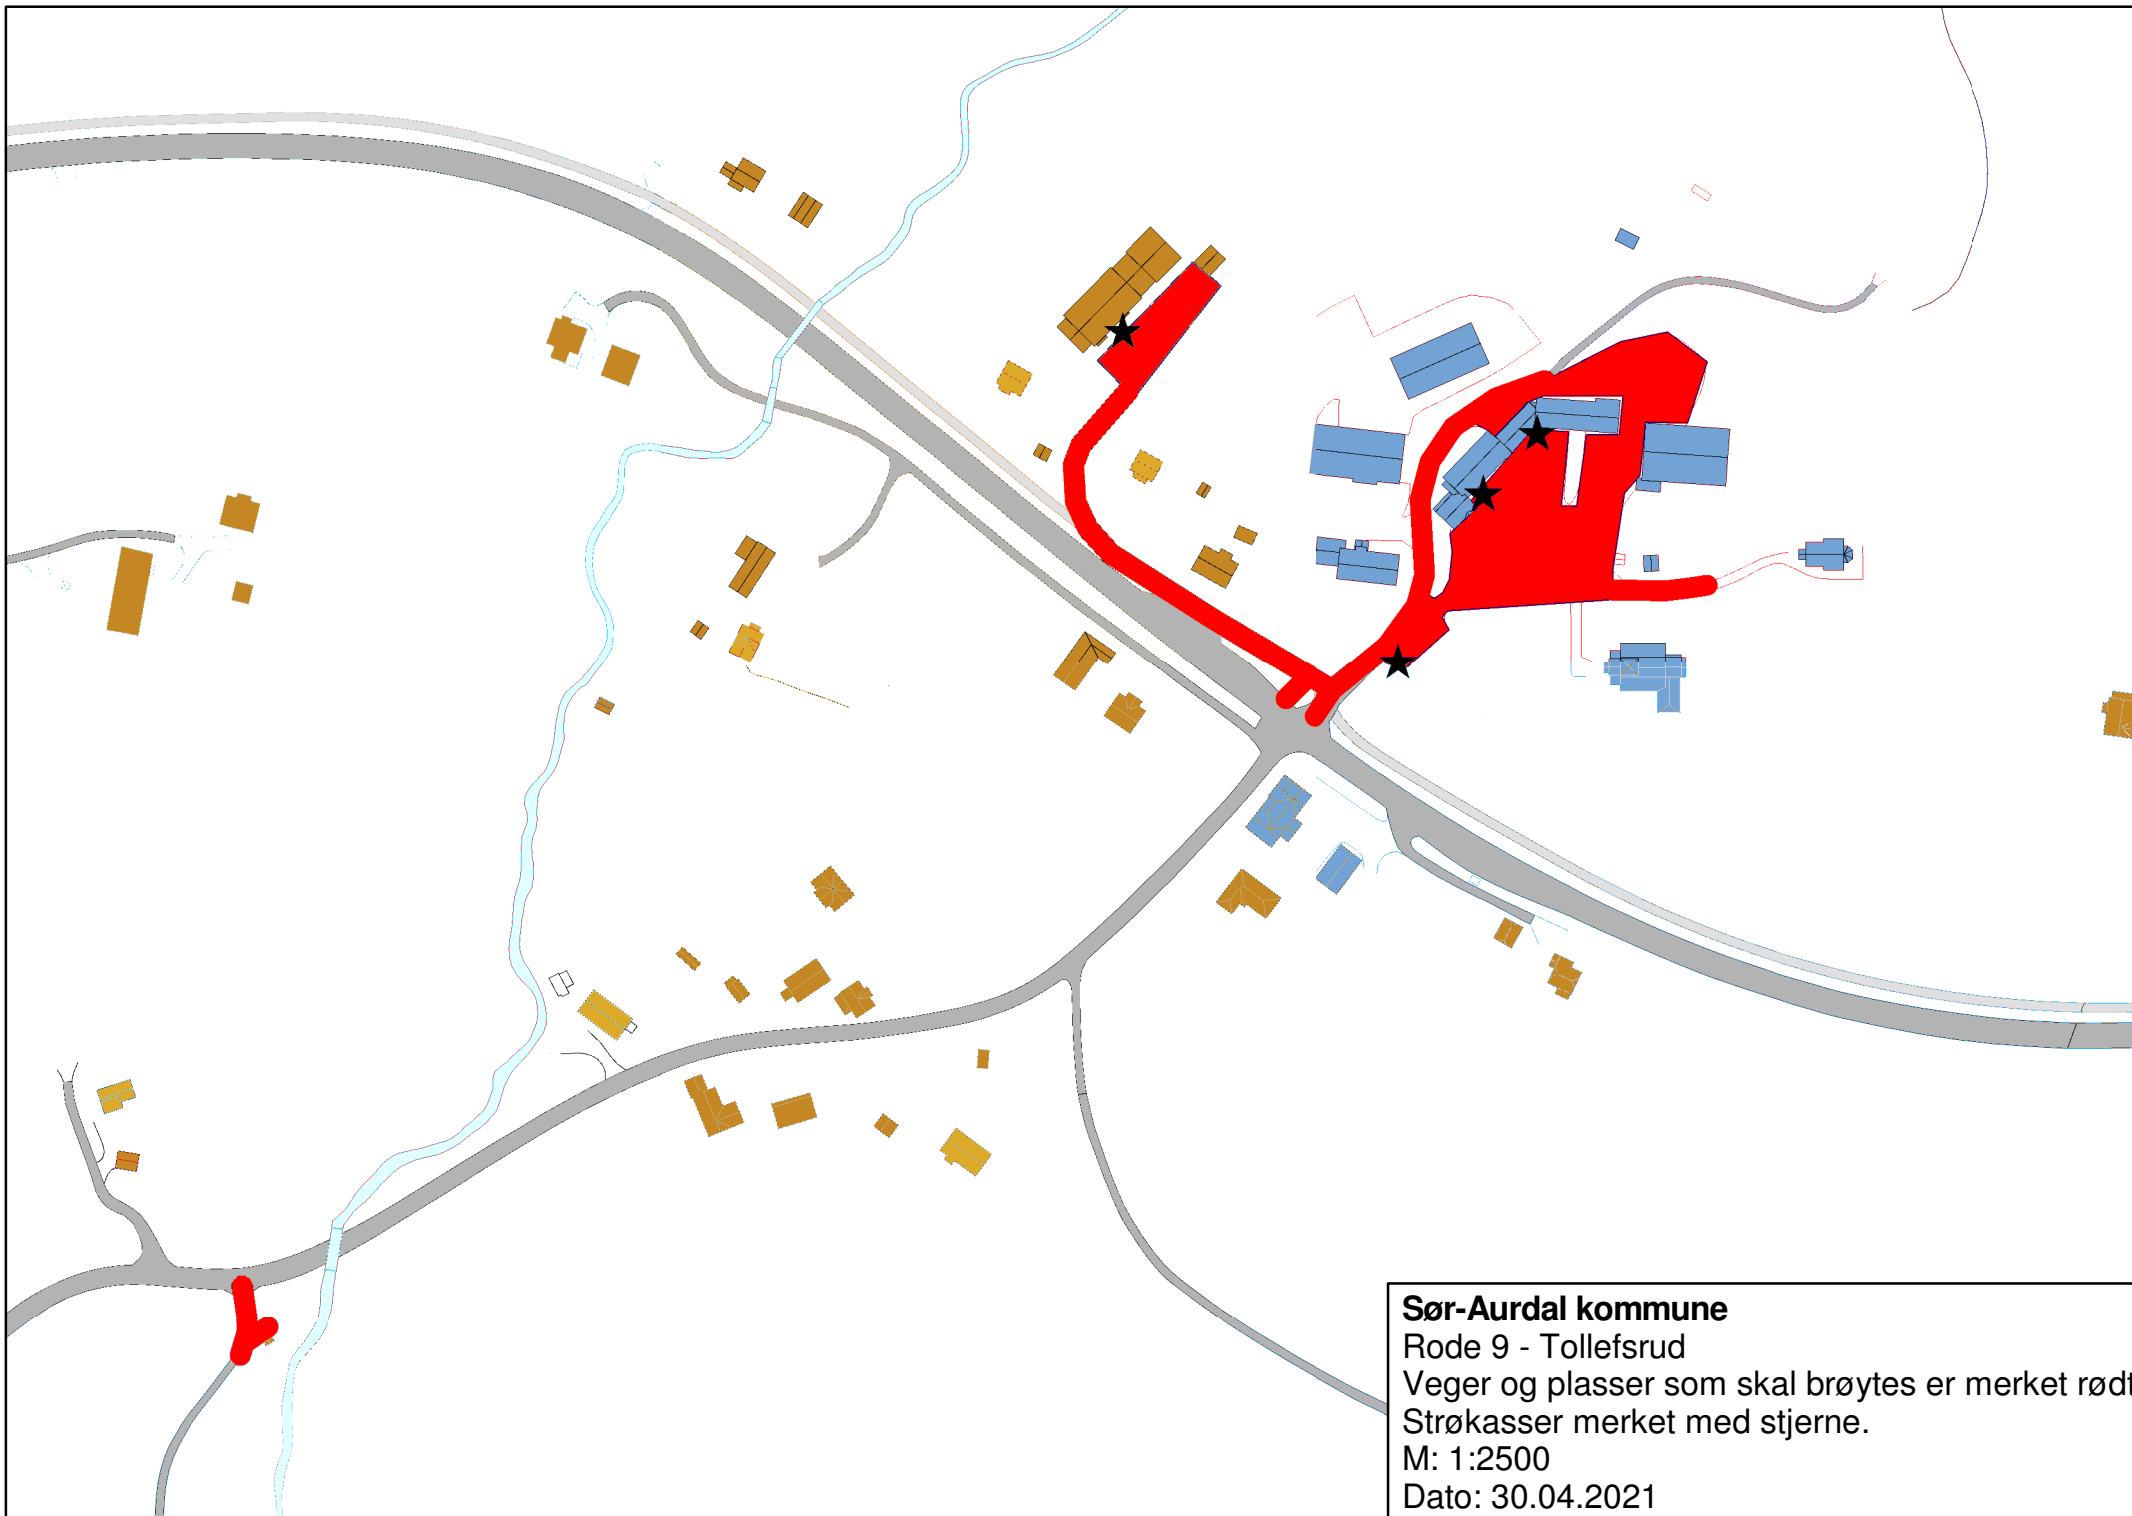 Sør-Aurdal kommune
Rode 9 - Tollefsrud
Veger og plasser som skal brøytes er merket rødt
Strøkasser merket med stjerne.
M: 1:2500
Dato: 30.04.2021